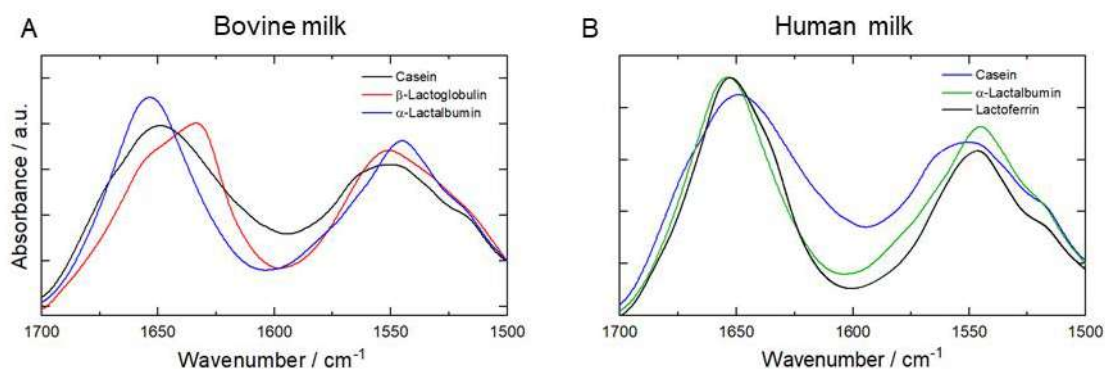 A
Bovine milk
Casein
β-Lactoglobulin
α-Lactalbumin
Absorbance / a.u.
1700
1650
1600
1550
1500
Wavenumber / cm⁻¹
B
Human milk
Casein
α-Lactalbumin
Lactoferrin
1700
1650
1600
1550
1500
Wavenumber / cm⁻¹